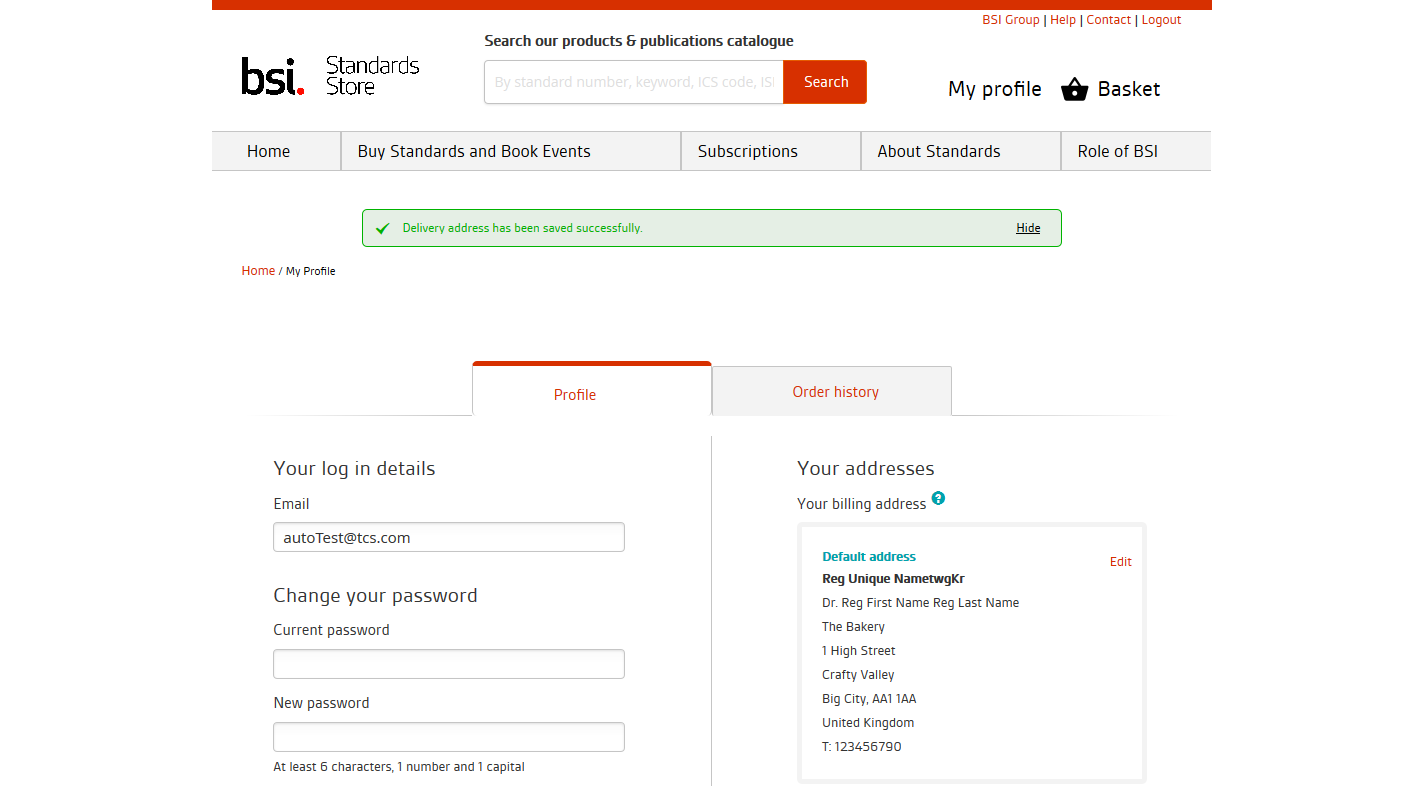 BSI Group | Help | Contact | Logout
Search our products & publications catalogue
bsi. Standards Store
By standard number, keyword, ICS code, ISI
Search
My profile
Basket
Home
Buy Standards and Book Events
Subscriptions
About Standards
Role of BSI
Delivery address has been saved successfully.
Hide
Home / My Profile
Profile
Order history
Your log in details
Email
autoTest@tcs.com
Change your password
Current password
New password
At least 6 characters, 1 number and 1 capital
Your addresses
Your billing address ?
Default address
Edit
Reg Unique NametwgKr
Dr. Reg First Name Reg Last Name
The Bakery
1 High Street
Crafty Valley
Big City, AA1 1AA
United Kingdom
T: 123456790